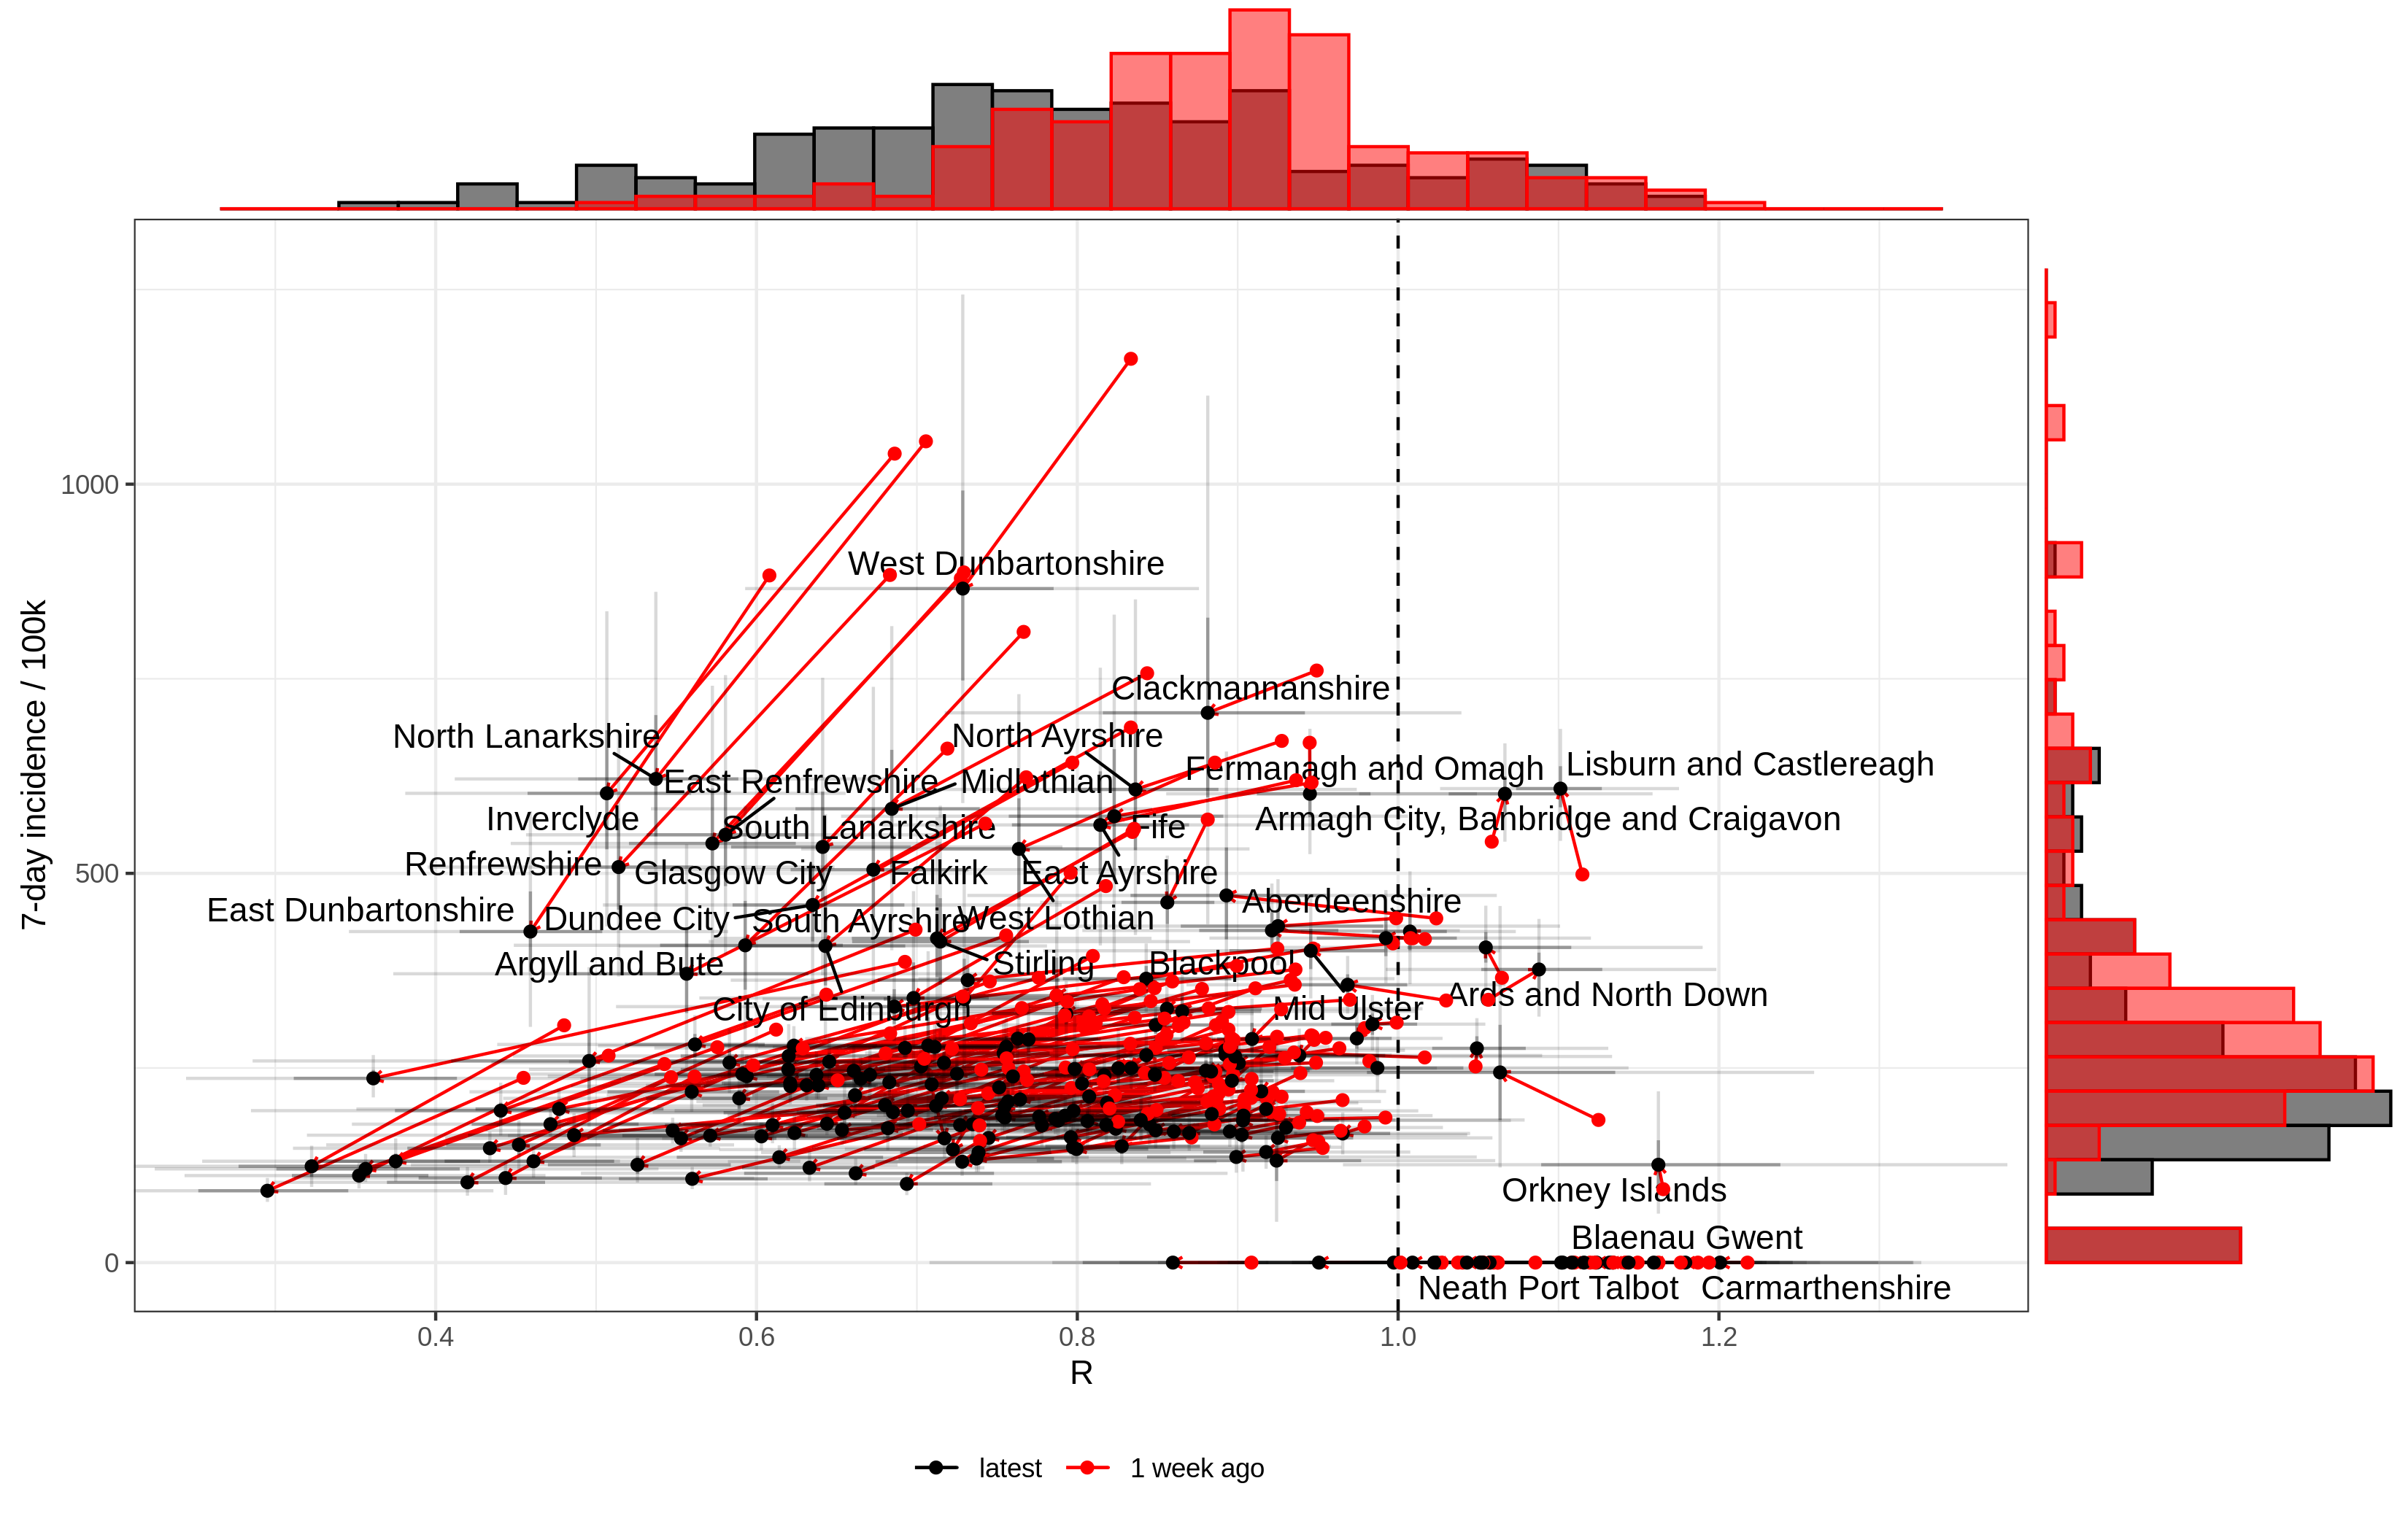 7-day incidence / 100k
1000
500
0
West Dunbartonshire
Clackmannanshire
North Lanarkshire
North Ayrshire
East Renfrewshire
Midlothian
Fermanagh and Omagh
Lisburn and Castlereagh
Inverclyde
South Lanarkshire
Fife
Armagh City, Banbridge and Craigavon
Renfrewshire
Glasgow City
Falkirk
East Ayrshire
East Dunbartonshire
Dundee City
South Ayrshire
West Lothian
Aberdeenshire
Argyll and Bute
Stirling
Blackpool
City of Edinburgh
Mid Ulster
Ards and North Down
Orkney Islands
Blaenau Gwent
Neath Port Talbot
Carmarthenshire
0.4
0.6
0.8
1.0
1.2
R
latest
1 week ago